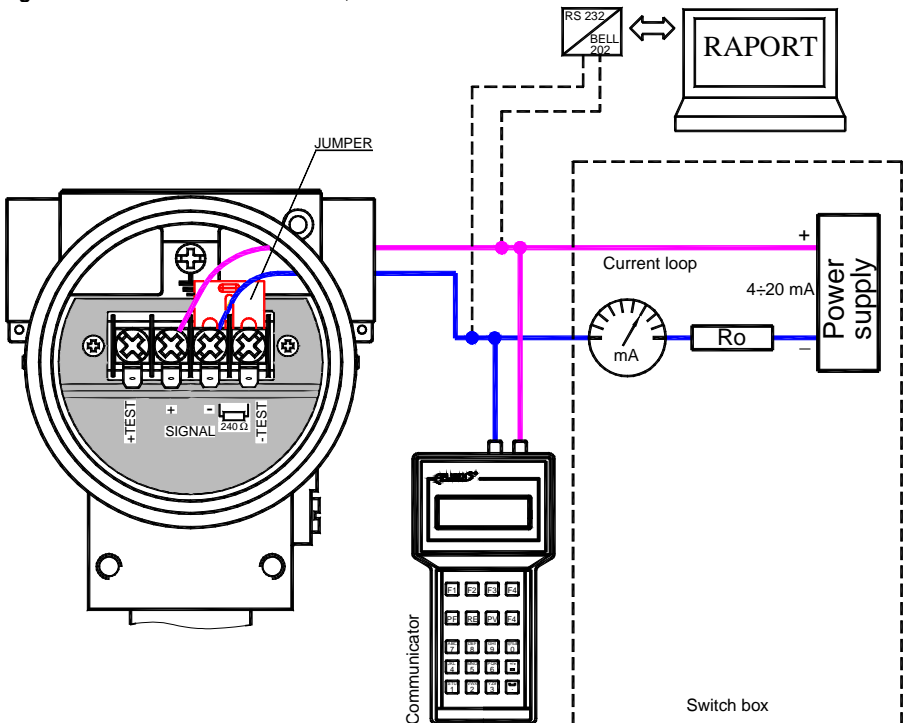 RS 232
BELL
202
RAPORT
JUMPER
+
Current loop
4÷20 mA
Power
supply
mA
Ro
–
+TEST
+
-
-TEST
SIGNAL
240 Ω
Communicator
F1 F2 F3 F4
PF RE PV F4
7 8 9 0
4 5 6
1 2 3
Switch box